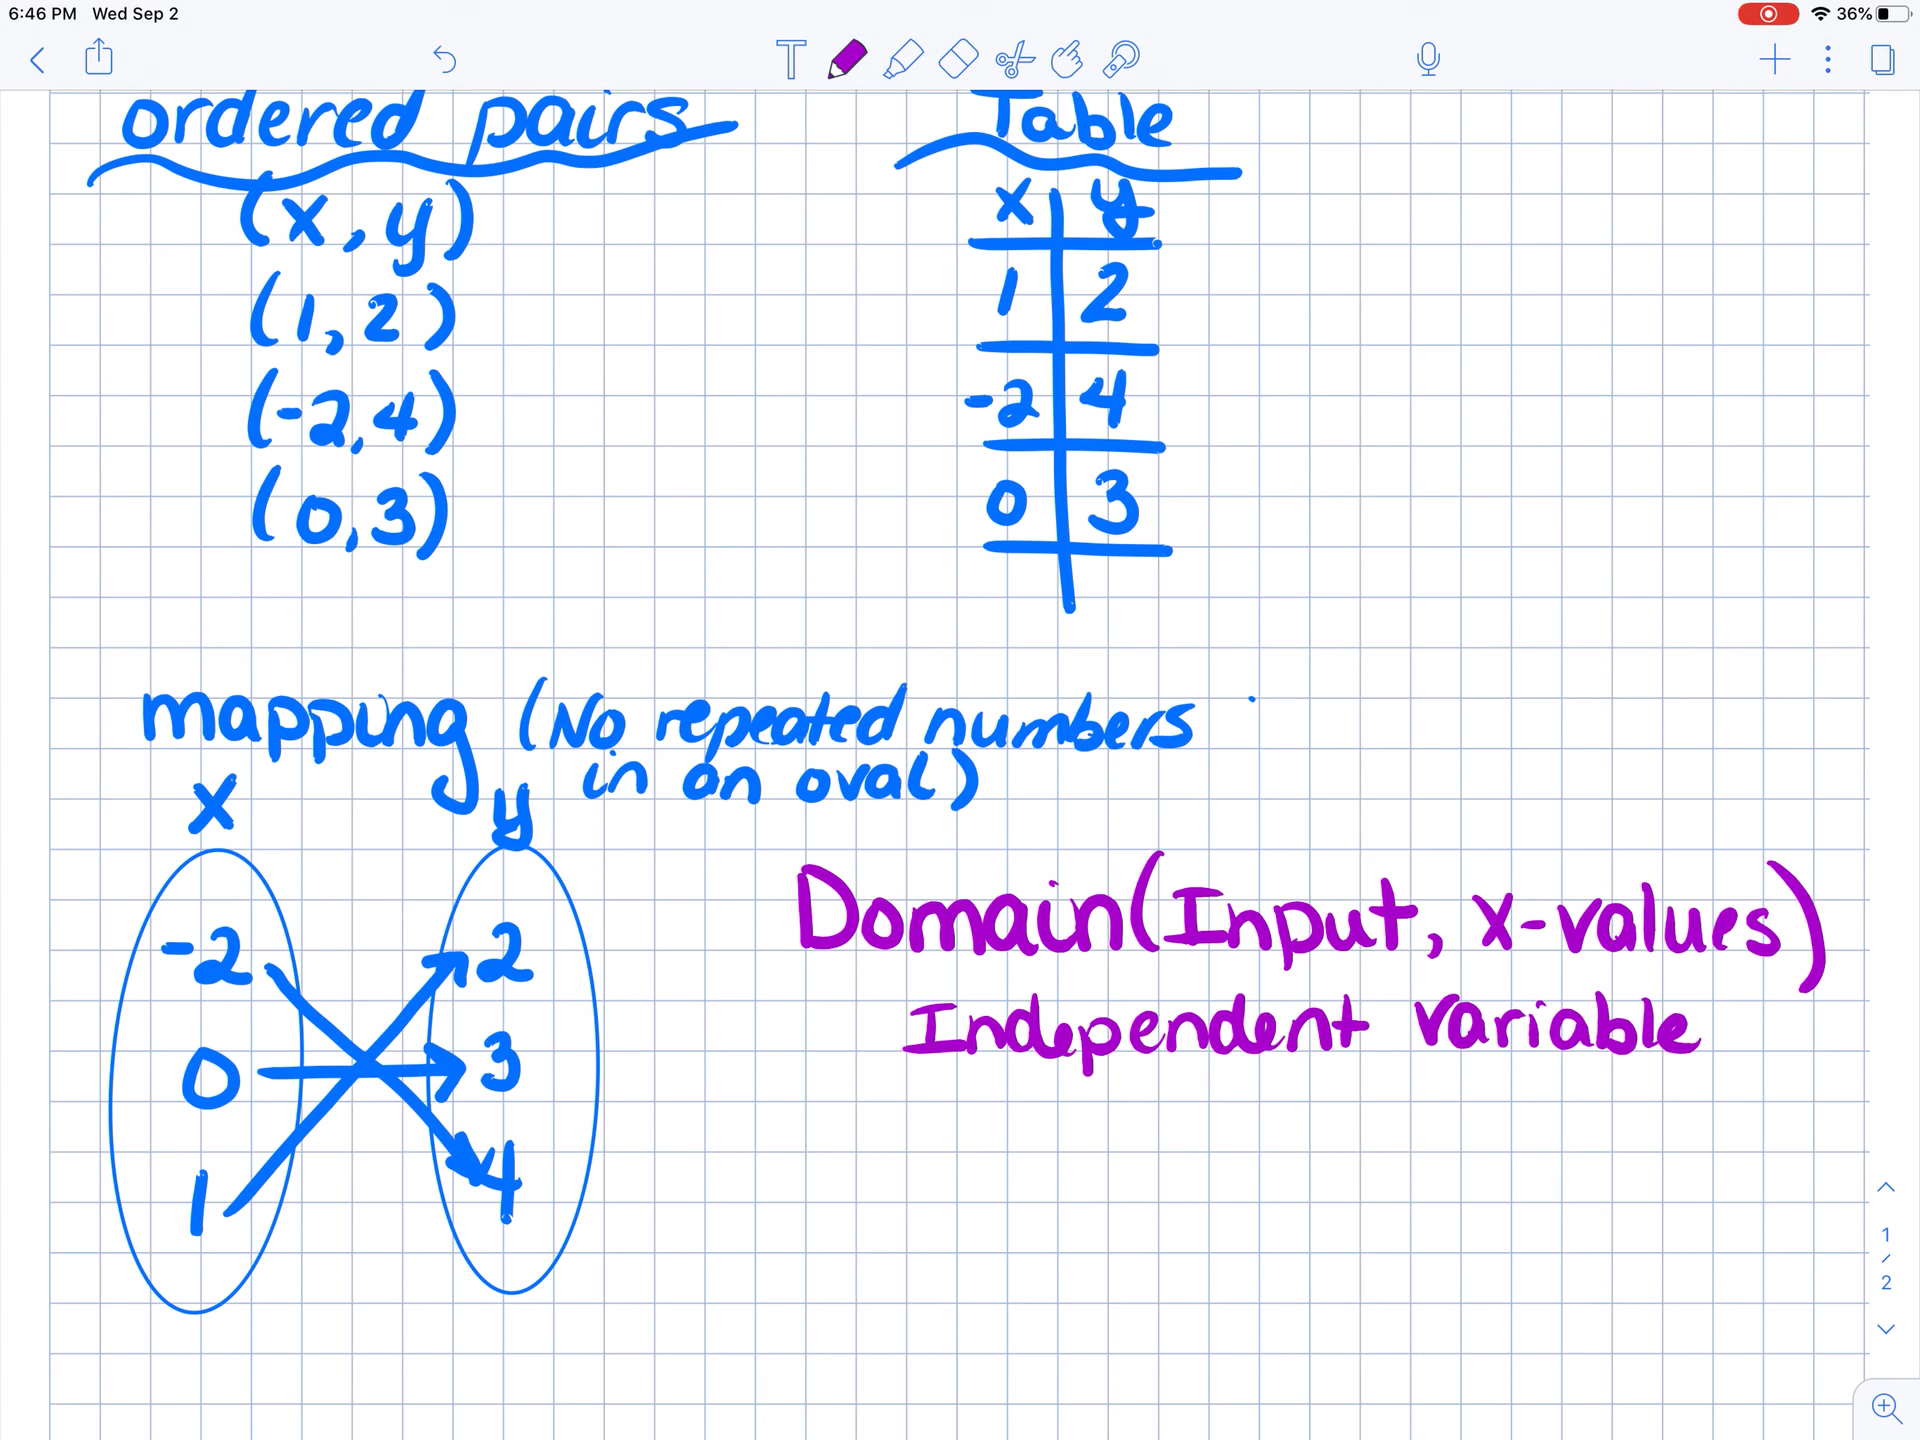 6:46 PM Wed Sep 2
36%
ordered pairs
(x, y)
(1, 2)
(-2, 4)
(0, 3)
Table
x y
1 2
-2 4
0 3
mapping (No repeated numbers
in an oval)
x y
-2 2
0 3
1 4
Domain (Input, x-values)
Independent variable
1
/
2